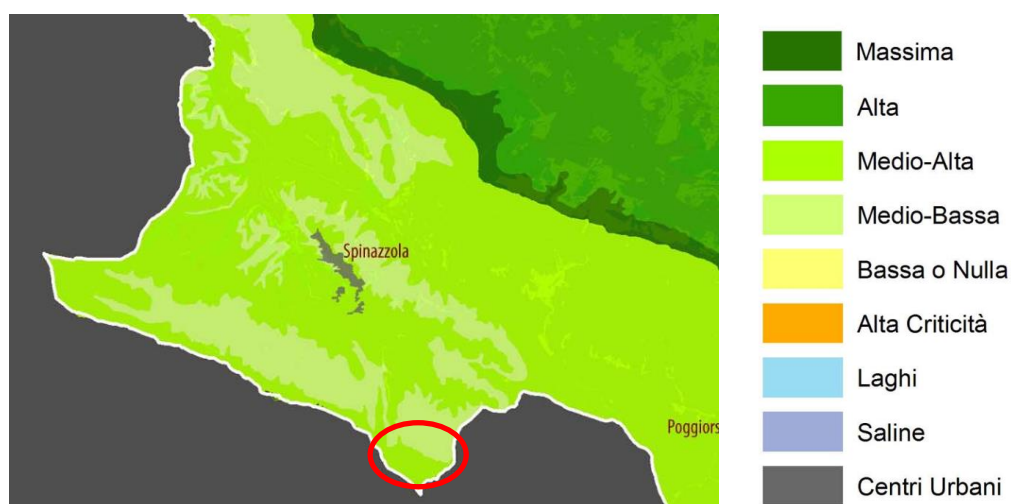 Spinazzola
Poggiors
Massima
Alta
Medio-Alta
Medio-Bassa
Bassa o Nulla
Alta Criticità
Laghi
Saline
Centri Urbani